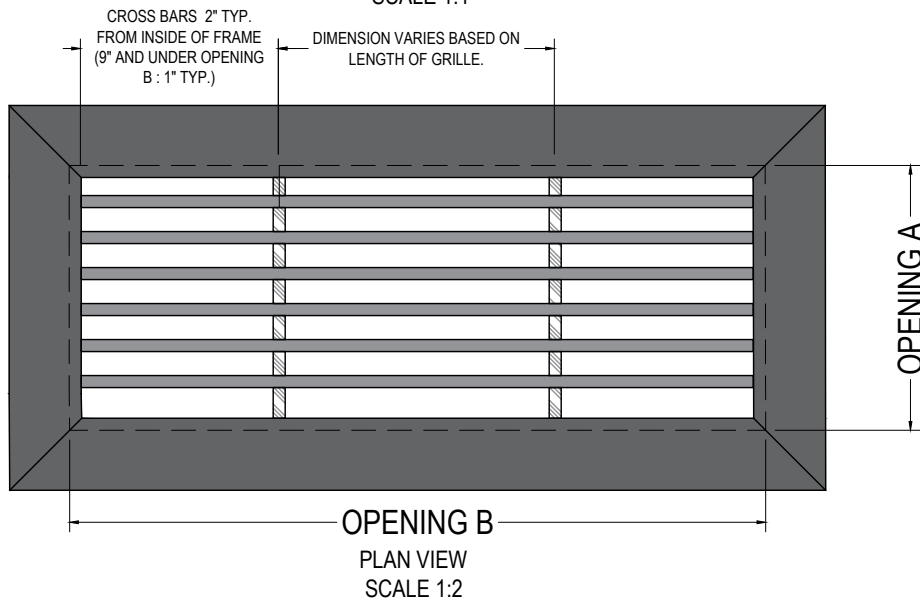 CROSS BARS 2" TYP.
FROM INSIDE OF FRAME
(9" AND UNDER OPENING
B : 1" TYP.)
DIMENSION VARIES BASED ON
LENGTH OF GRILLE.
OPENING A
OPENING B
PLAN VIEW
SCALE 1:2